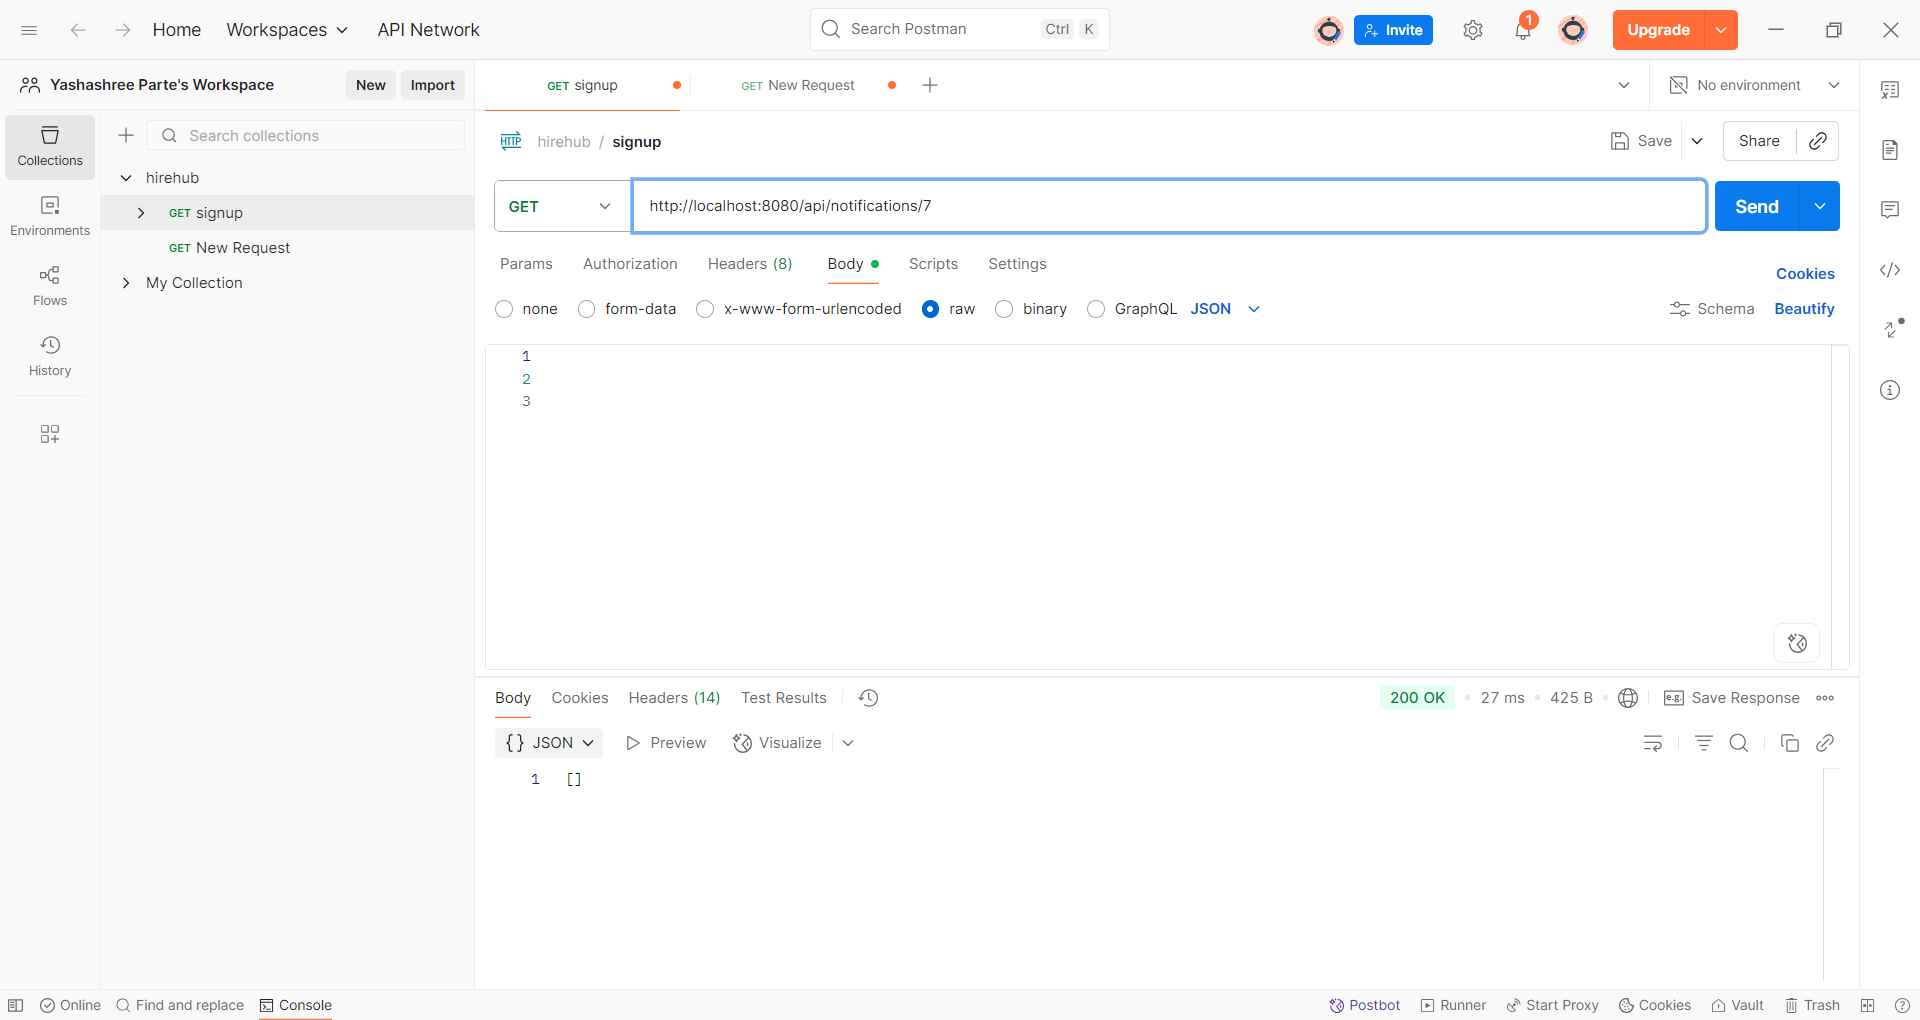 Home Workspaces API Network Search Postman Ctrl K Invite 1 Upgrade
Yashashree Parte's Workspace New Import GET signup GET New Request No environment
Collections
Environments
Flows
History
Search collections
hirehub
GET signup
GET New Request
My Collection
HTTP hirehub / signup Save Share
GET http://localhost:8080/api/notifications/7 Send
Params Authorization Headers (8) Body Scripts Settings Cookies
none form-data x-www-form-urlencoded raw binary GraphQL JSON Schema Beautify
1
2
3
Body Cookies Headers (14) Test Results 200 OK 27 ms 425 B e.g. Save Response
{} JSON Preview Visualize
1 []
Online Find and replace Console Postbot Runner Start Proxy Cookies Vault Trash